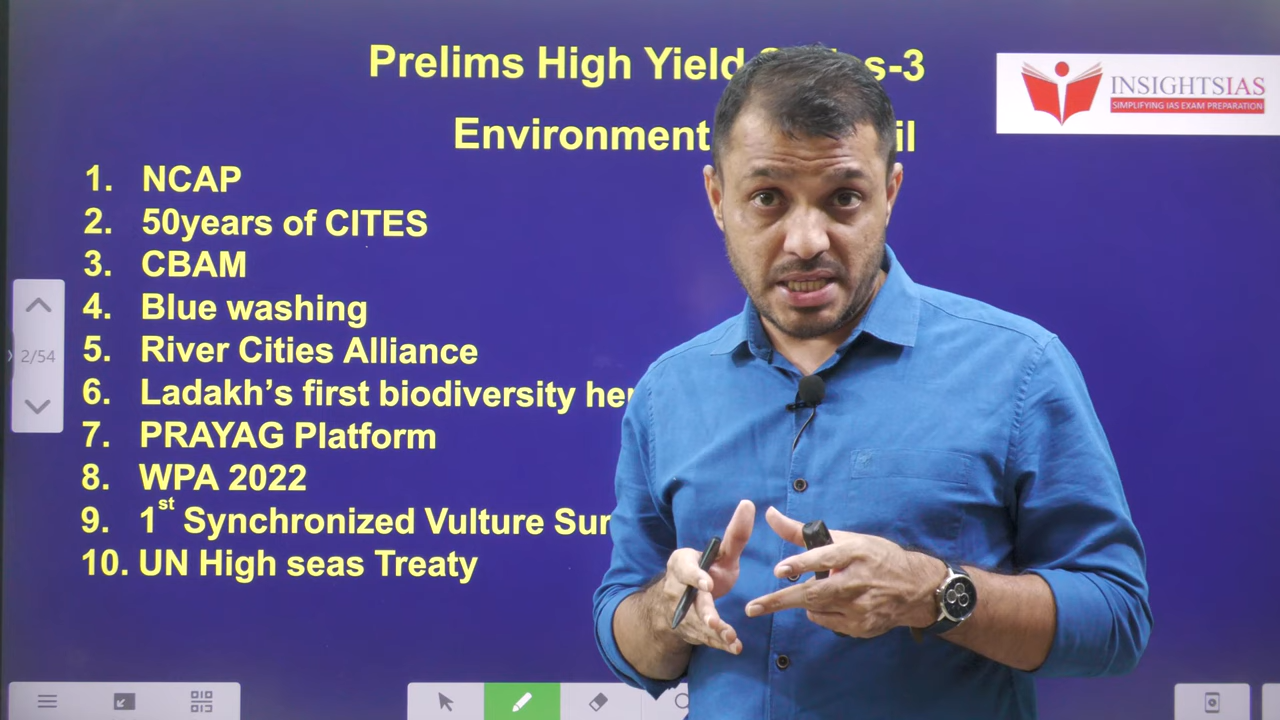 Prelims High Yield s-3
Environment il
1. NCAP
2. 50years of CITES
3. CBAM
4. Blue washing
5. River Cities Alliance
6. Ladakh’s first biodiversity
7. PRAYAG Platform
8. WPA 2022
9. 1st Synchronized Vulture
10. UN High seas Treaty
INSIGHTSIAS
SIMPLIFYING IAS EXAM PREPARATION
2/54